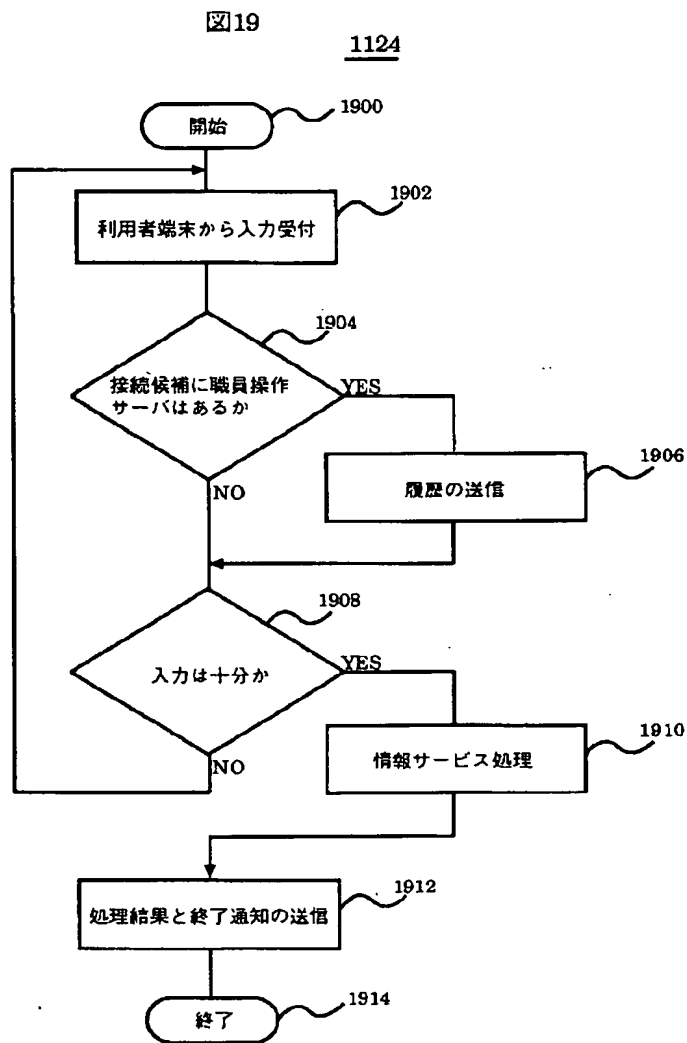 図19
1124
1900
開始
1902
利用者端末から入力受付
1904
接続候補に職員操作
サーバはあるか
YES
1906
履歴の送信
NO
1908
入力は十分か
YES
1910
情報サービス処理
NO
1912
処理結果と終了通知の送信
1914
終了